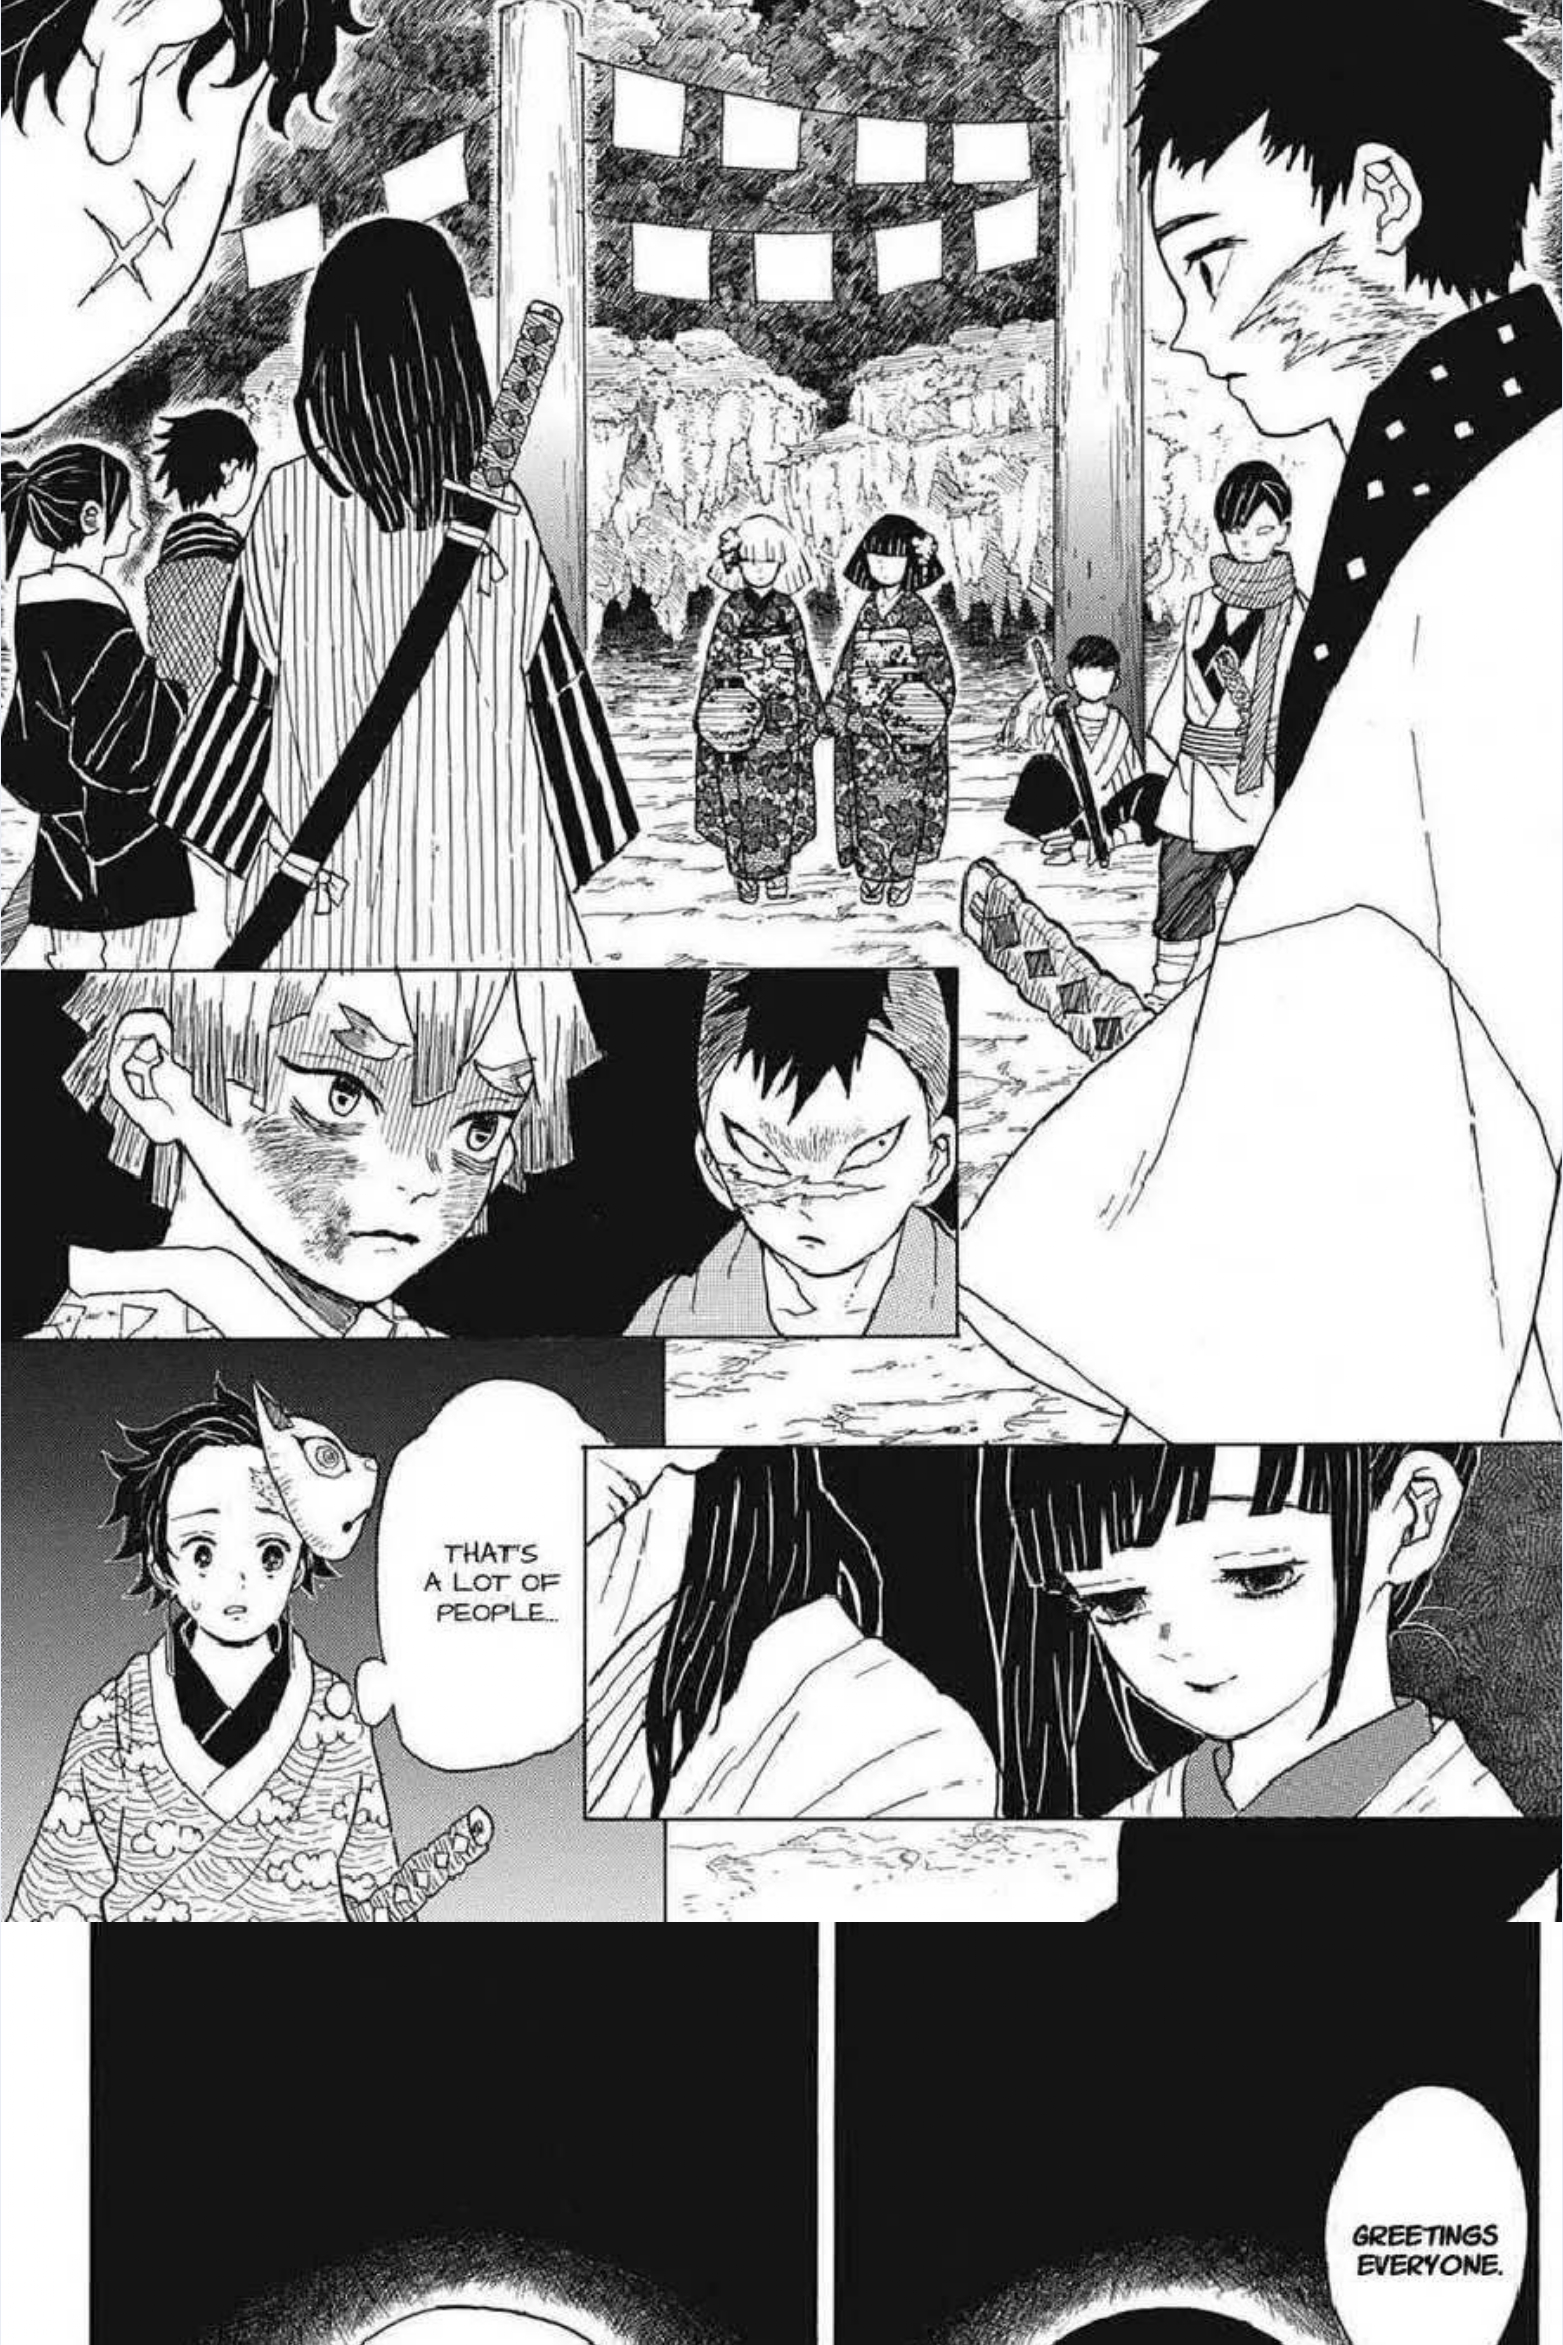 THAT'S
A LOT OF
PEOPLE...
GREETINGS
EVERYONE.